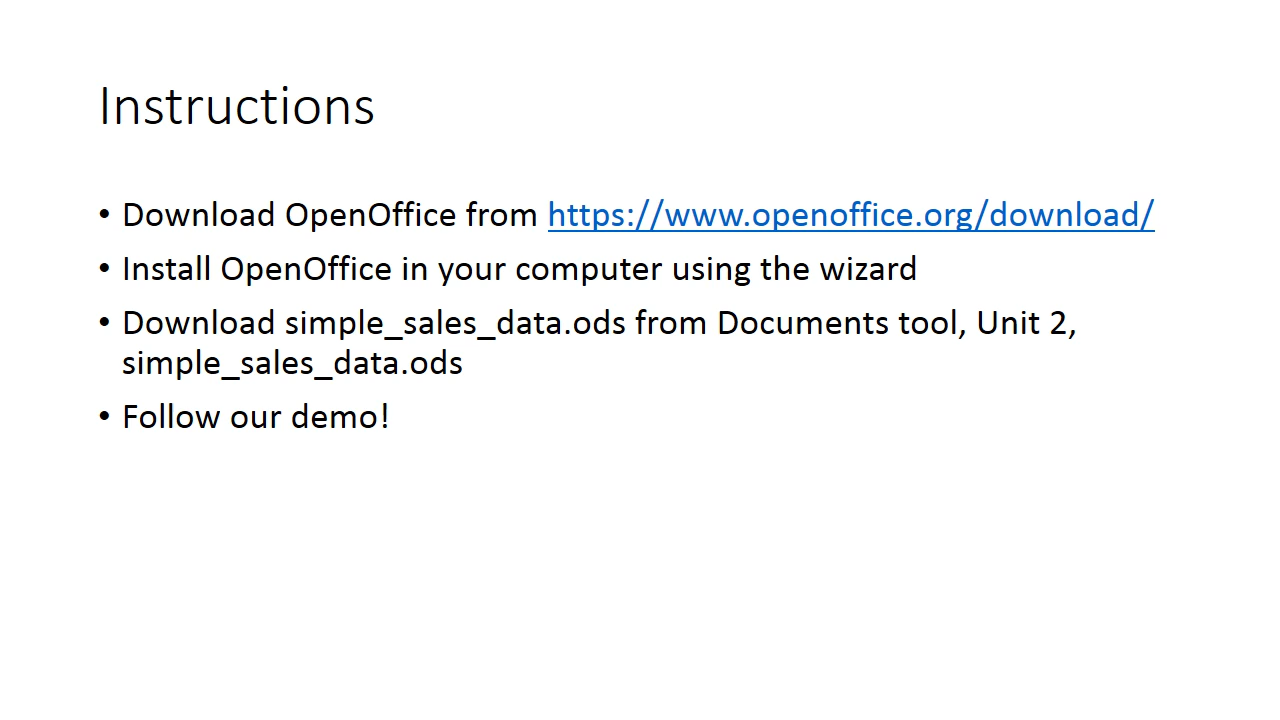 Instructions
• Download OpenOffice from https://www.openoffice.org/download/
• Install OpenOffice in your computer using the wizard
• Download simple_sales_data.ods from Documents tool, Unit 2,
simple_sales_data.ods
• Follow our demo!